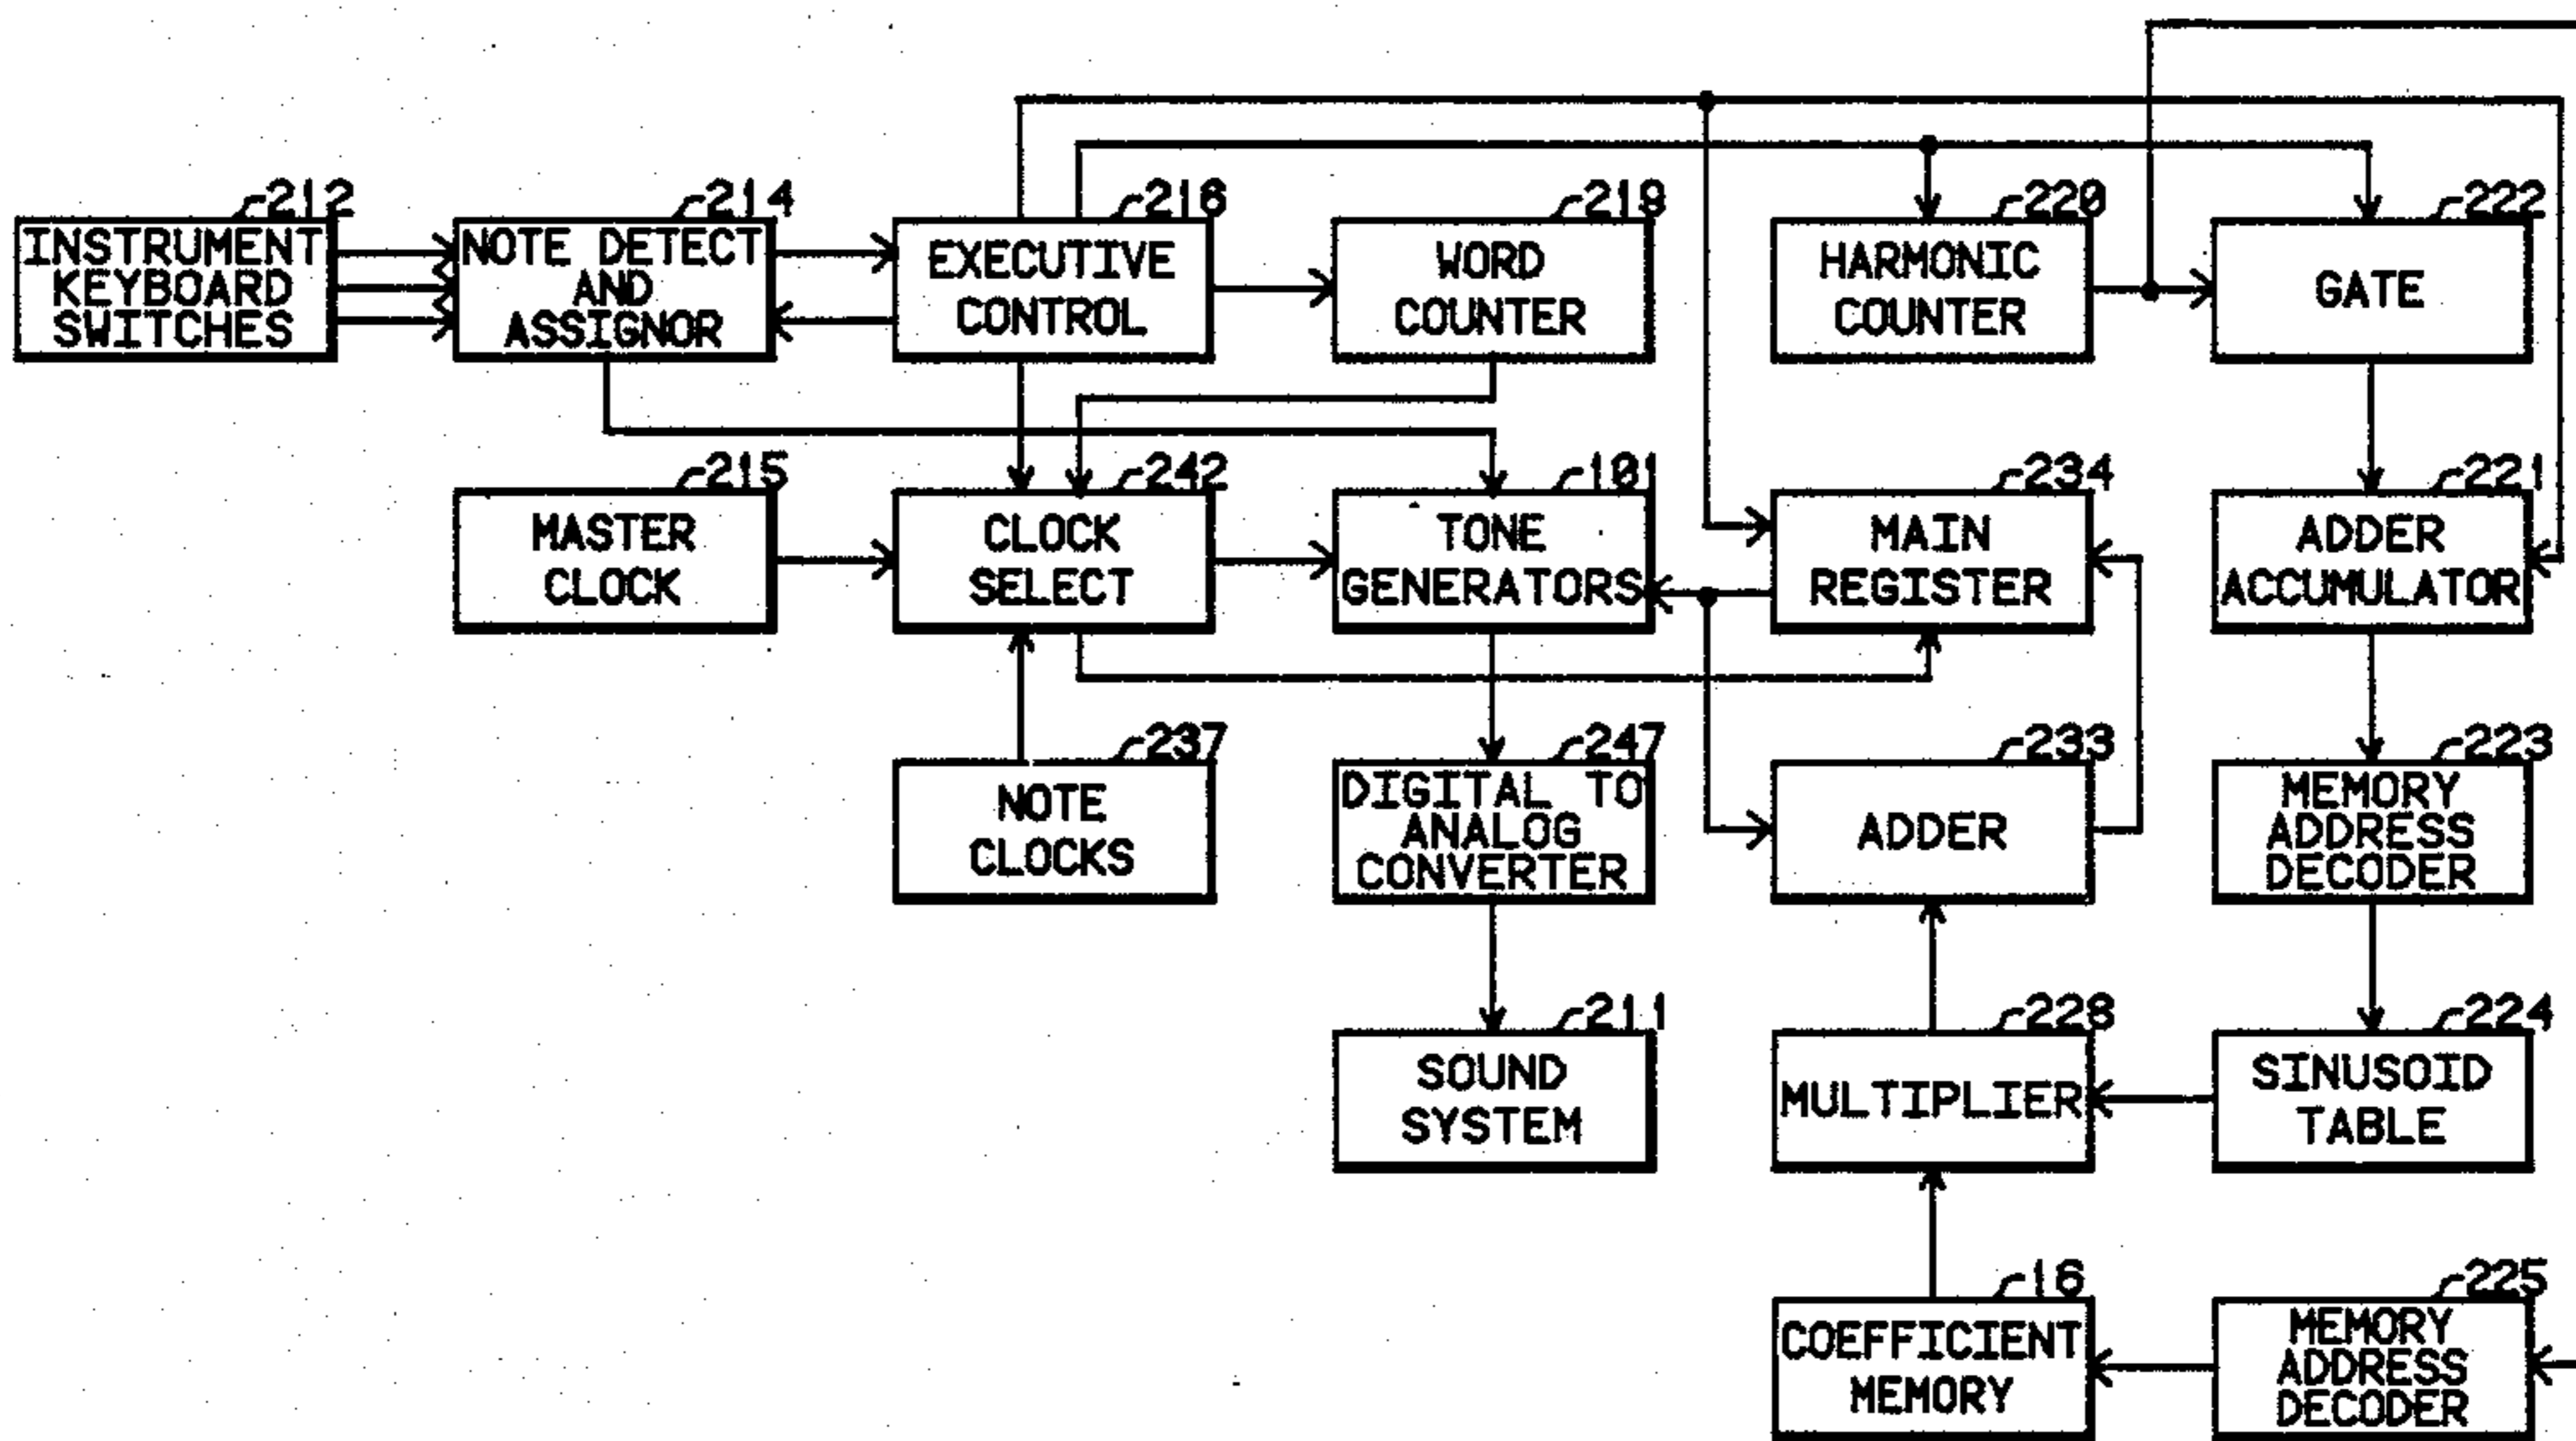 212
INSTRUMENT
KEYBOARD
SWITCHES
214
NOTE DETECT
AND
ASSIGNOR
216
EXECUTIVE
CONTROL
219
WORD
COUNTER
220
HARMONIC
COUNTER
222
GATE
215
MASTER
CLOCK
242
CLOCK
SELECT
101
TONE
GENERATORS
234
MAIN
REGISTER
221
ADDER
ACCUMULATOR
237
NOTE
CLOCKS
247
DIGITAL TO
ANALOG
CONVERTER
233
ADDER
223
MEMORY
ADDRESS
DECODER
211
SOUND
SYSTEM
228
MULTIPLIER
224
SINUSOID
TABLE
16
COEFFICIENT
MEMORY
225
MEMORY
ADDRESS
DECODER